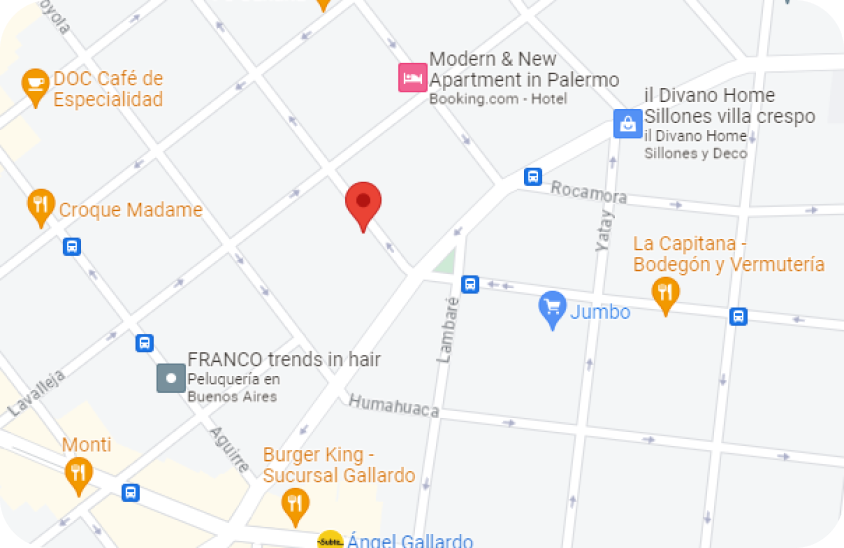 oyola
DOC Café de
Especialidad
Modern & New
Apartment in Palermo
Booking.com - Hotel
il Divano Home
Sillones villa crespo
il Divano Home
Sillones y Deco
Croque Madame
Rocamora
Yatay
La Capitana -
Bodegón y Vermutería
Jumbo
Lambaré
FRANCO trends in hair
Peluquería en
Buenos Aires
Lavalleja
Humahuaca
Aguirre
Monti
Burger King -
Sucursal Gallardo
Subte
Ángel Gallardo